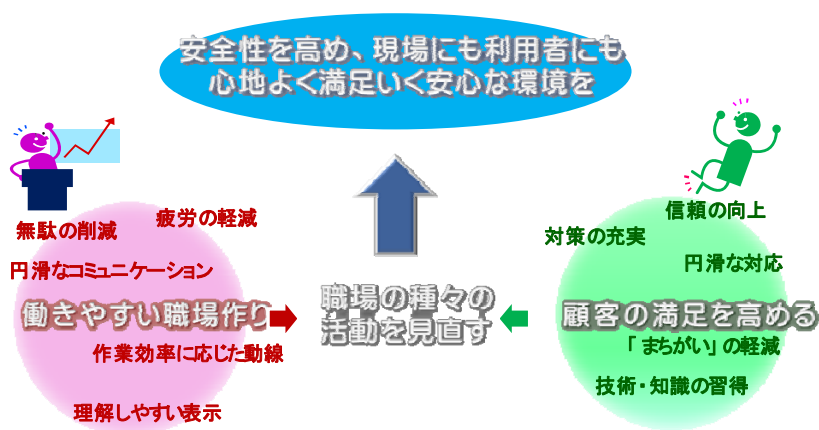 安全性を高め、現場にも利用者にも
心地よく満足いく安心な環境を
無駄の削減
疲労の軽減
円滑なコミュニケーション
働きやすい職場作り
作業効率に応じた動線
理解しやすい表示
職場の種々の
活動を見直す
信頼の向上
対策の充実
円滑な対応
顧客の満足を高める
「まちがい」の軽減
技術・知識の習得